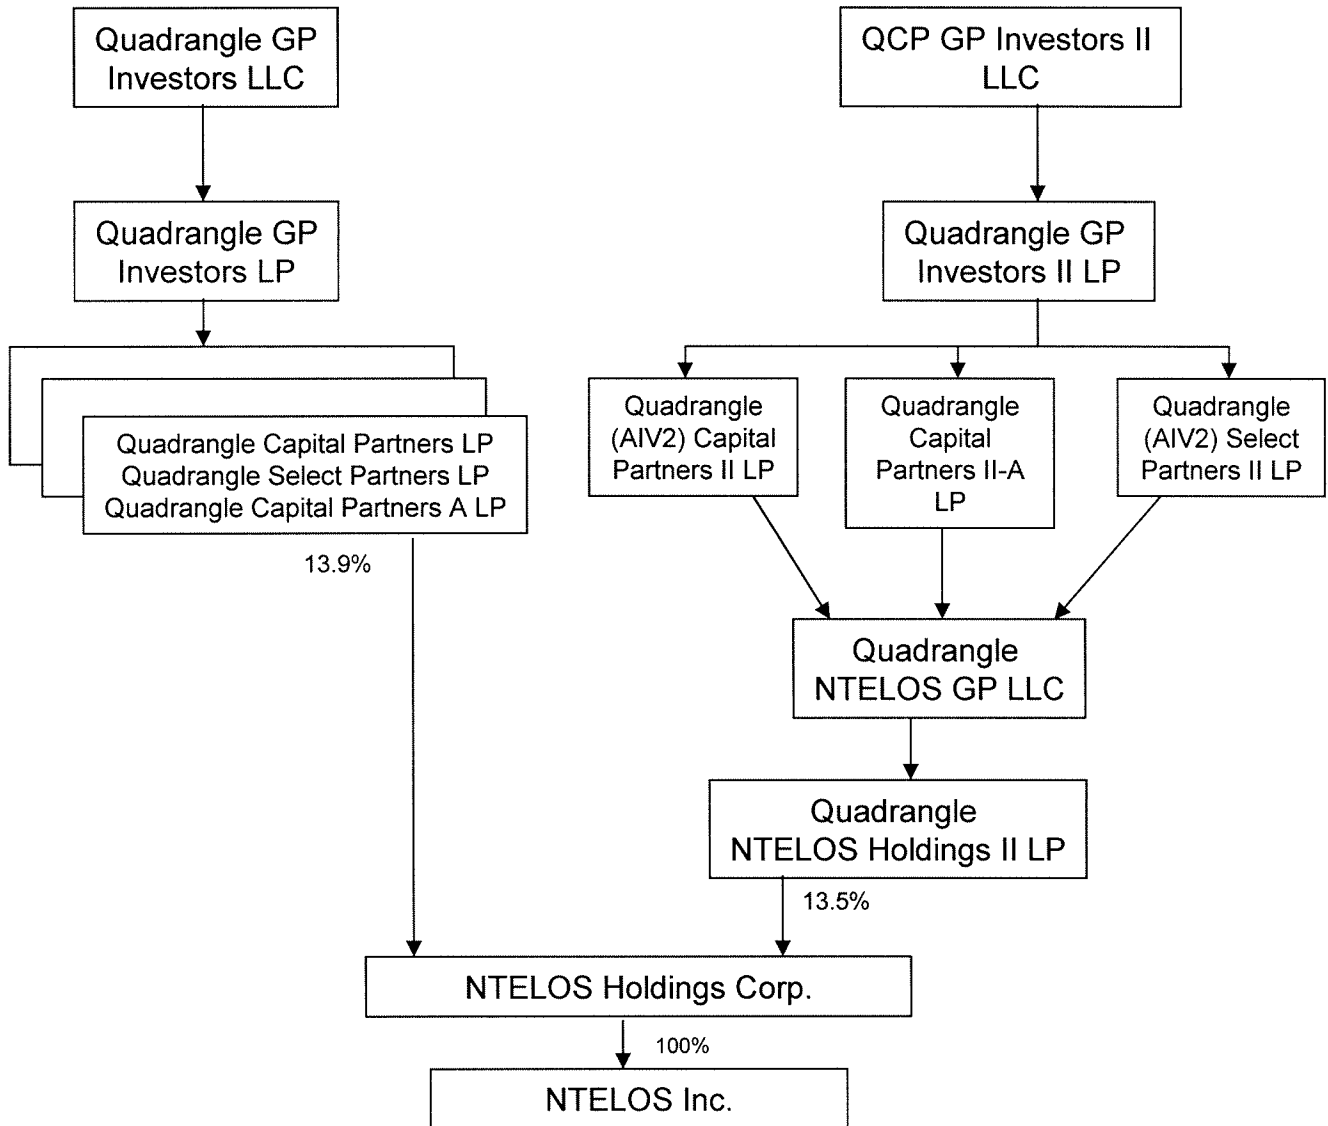 Quadrangle GP
Investors LLC
QCP GP Investors II
LLC
Quadrangle GP
Investors LP
Quadrangle GP
Investors II LP
Quadrangle Capital Partners LP
Quadrangle Select Partners LP
Quadrangle Capital Partners A LP
Quadrangle
(AIV2) Capital
Partners II LP
Quadrangle
Capital
Partners II-A
LP
Quadrangle
(AIV2) Select
Partners II LP
13.9%
Quadrangle
NTELOS GP LLC
Quadrangle
NTELOS Holdings II LP
13.5%
NTELOS Holdings Corp.
100%
NTELOS Inc.